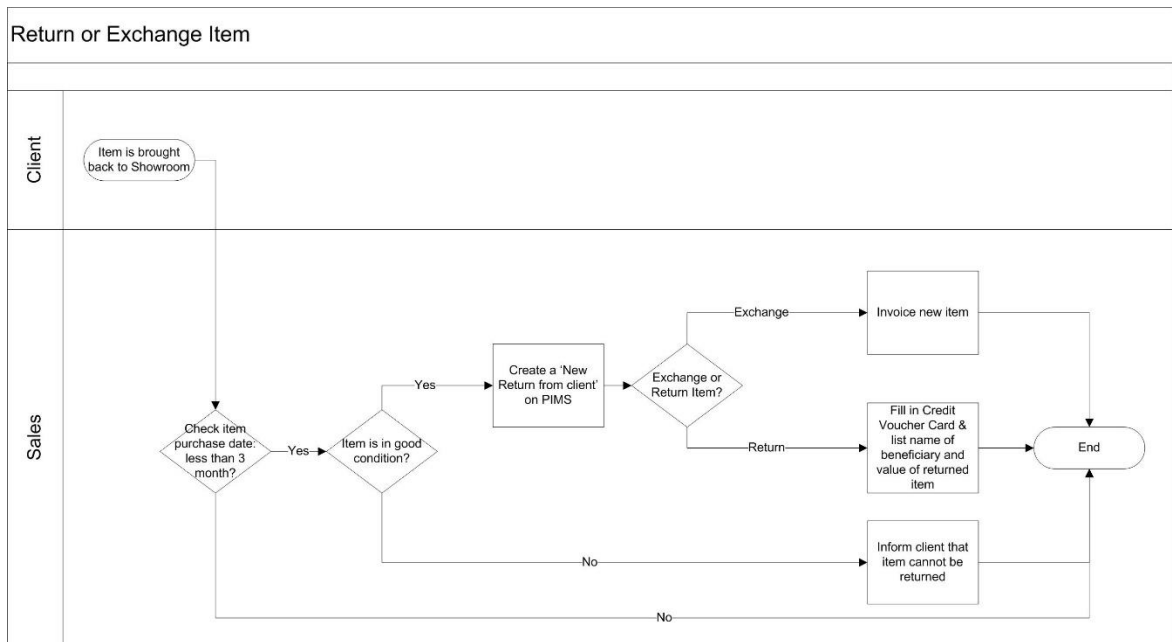 Return or Exchange Item
Client
Item is brought
back to Showroom
Sales
Check item
purchase date:
less than 3
month?
Yes
Item is in good
condition?
Yes
Create a ‘New
Return from client’
on PIMS
Exchange or
Return Item?
Exchange
Invoice new item
Return
Fill in Credit
Voucher Card &
list name of
beneficiary and
value of returned
item
End
No
Inform client that
item cannot be
returned
No